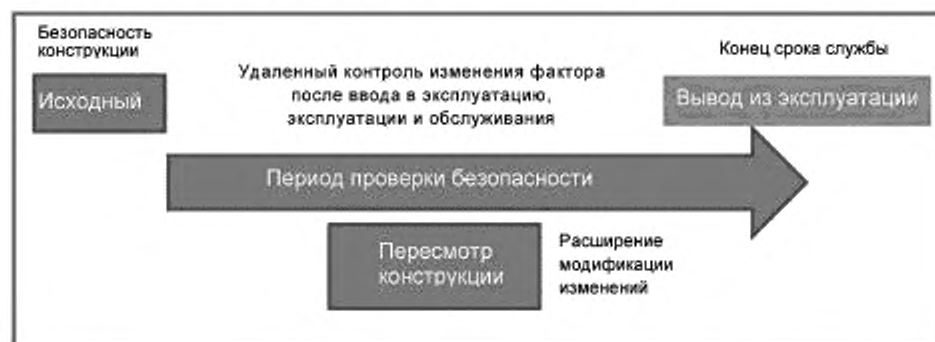 Безопасность
конструкции
Исходный
Удаленный контроль изменения фактора
после ввода в эксплуатацию,
эксплуатации и обслуживания
Конец срока службы
Вывод из эксплуатации
Период проверки безопасности
Пересмотр
конструкции
Расширение
модификации
изменений